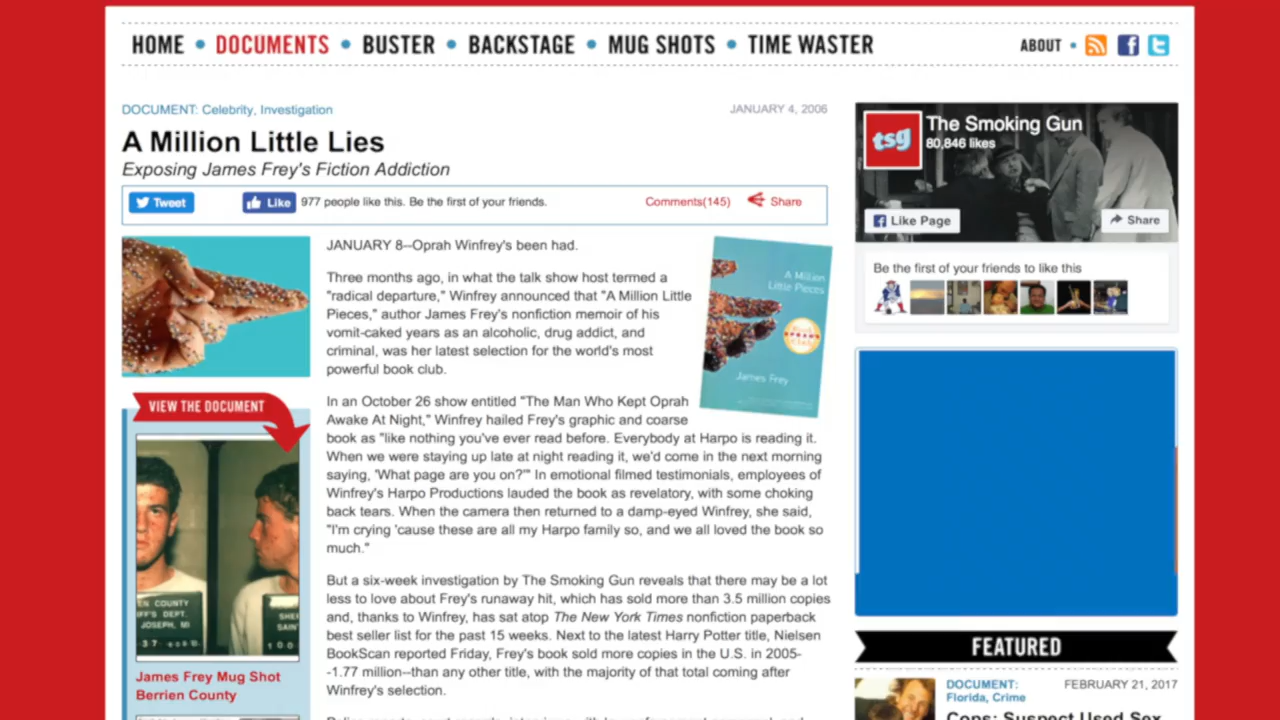 HOME • DOCUMENTS • BUSTER • BACKSTAGE • MUG SHOTS • TIME WASTER
ABOUT •
DOCUMENT: Celebrity, Investigation
JANUARY 4, 2006
A Million Little Lies
Exposing James Frey's Fiction Addiction
Tweet
Like
977 people like this. Be the first of your friends.
Comments(145)
Share
JANUARY 8--Oprah Winfrey's been had.
Three months ago, in what the talk show host termed a
"radical departure," Winfrey announced that "A Million Little
Pieces," author James Frey's nonfiction memoir of his
vomit-caked years as an alcoholic, drug addict, and
criminal, was her latest selection for the world's most
powerful book club.
In an October 26 show entitled "The Man Who Kept Oprah
Awake At Night," Winfrey hailed Frey's graphic and coarse
book as "like nothing you've ever read before. Everybody at Harpo is reading it.
When we were staying up late at night reading it, we'd come in the next morning
saying, 'What page are you on?'" In emotional filmed testimonials, employees of
Winfrey's Harpo Productions lauded the book as revelatory, with some choking
back tears. When the camera then returned to a damp-eyed Winfrey, she said,
"I'm crying 'cause these are all my Harpo family so, and we all loved the book so
much."
But a six-week investigation by The Smoking Gun reveals that there may be a lot
less to love about Frey's runaway hit, which has sold more than 3.5 million copies
and, thanks to Winfrey, has sat atop The New York Times nonfiction paperback
best seller list for the past 15 weeks. Next to the latest Harry Potter title, Nielsen
BookScan reported Friday, Frey's book sold more copies in the U.S. in 2005-
-1.77 million--than any other title, with the majority of that total coming after
Winfrey's selection.
A Million
Little Pieces
James Frey
VIEW THE DOCUMENT
EN COUNTY
IFF'S DEPT.
JOSEPH, MI
SHE
SAIN
100
James Frey Mug Shot
Berrien County
tsg
The Smoking Gun
80,846 likes
Like Page
Share
Be the first of your friends to like this
FEATURED
DOCUMENT:
Florida, Crime
FEBRUARY 21, 2017
Cops: Suspect Used Sex